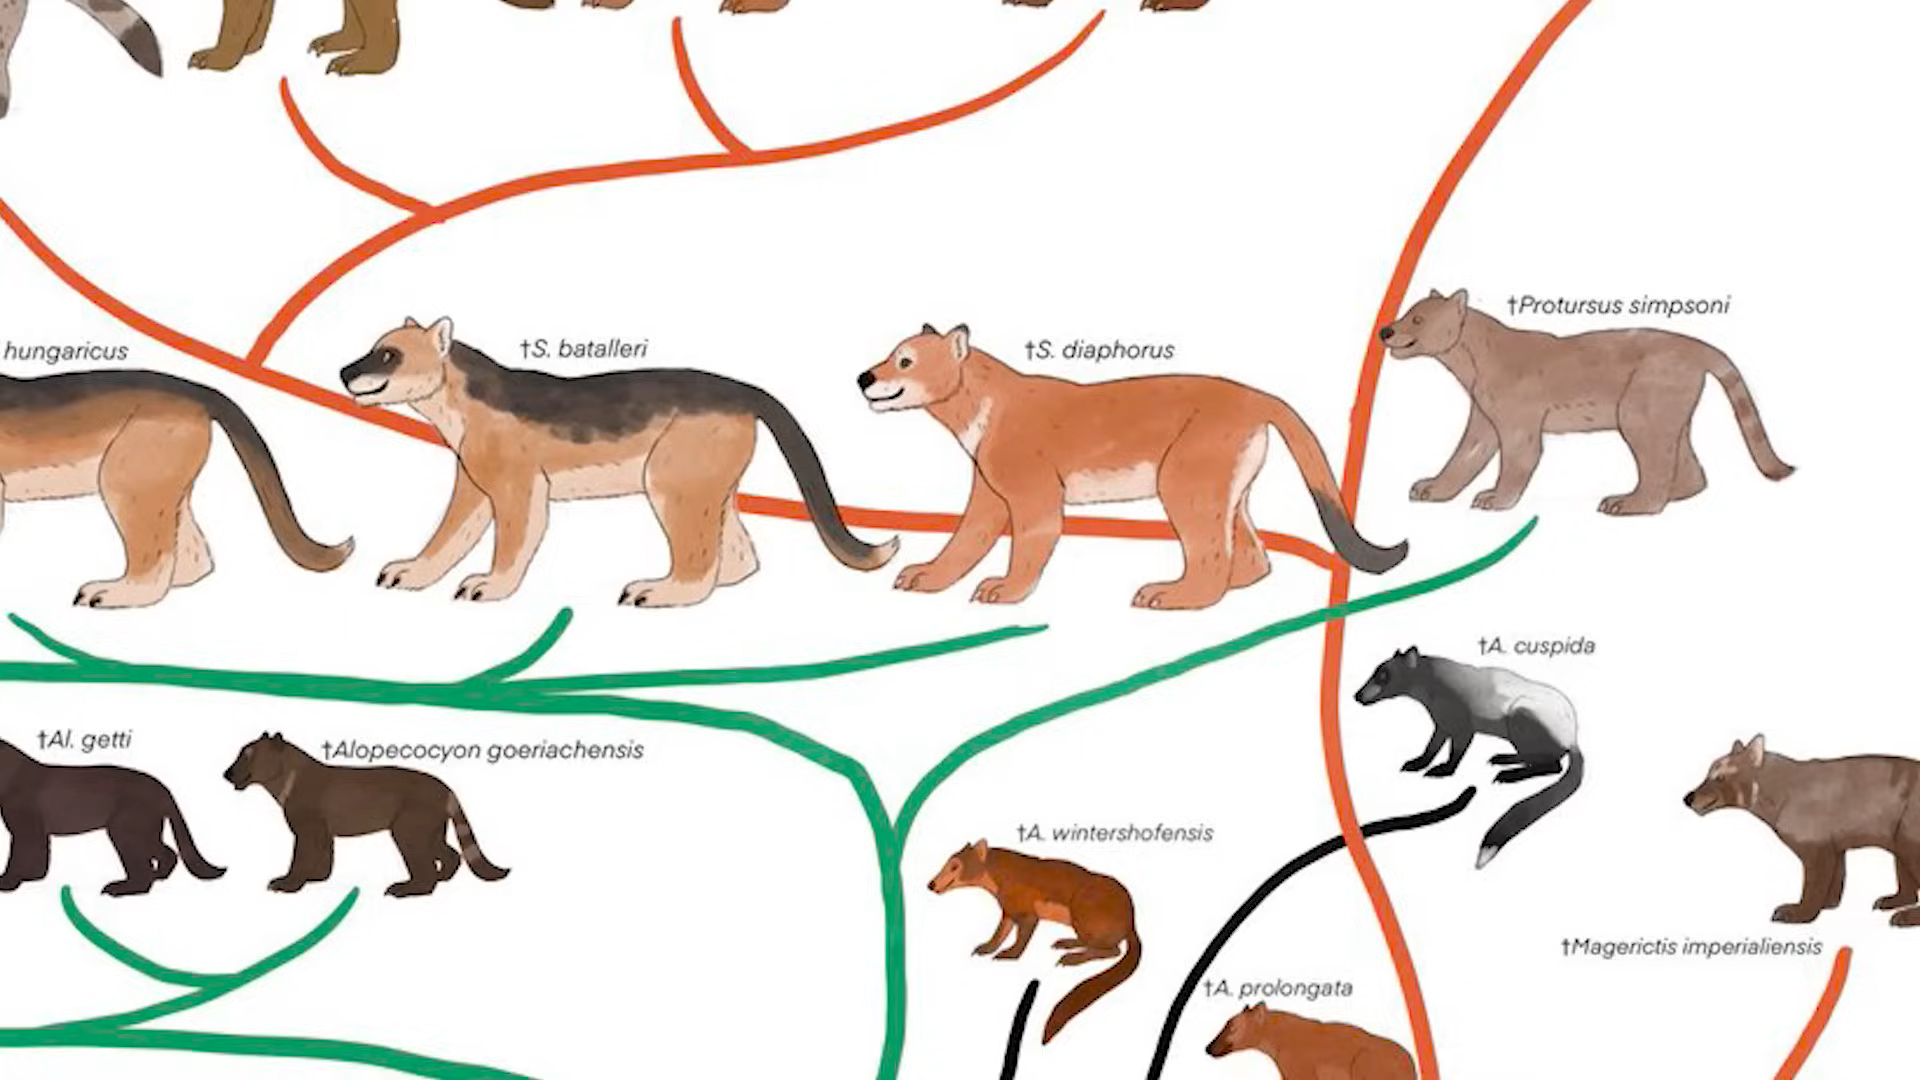 †Protursus simpsoni
hungaricus
†S. batalleri
†S. diaphorus
†A. cuspida
†Al. getti
†Alopecocyon goeriachensis
†A. wintershofensis
†Magerictis imperialiensis
†A. prolongata